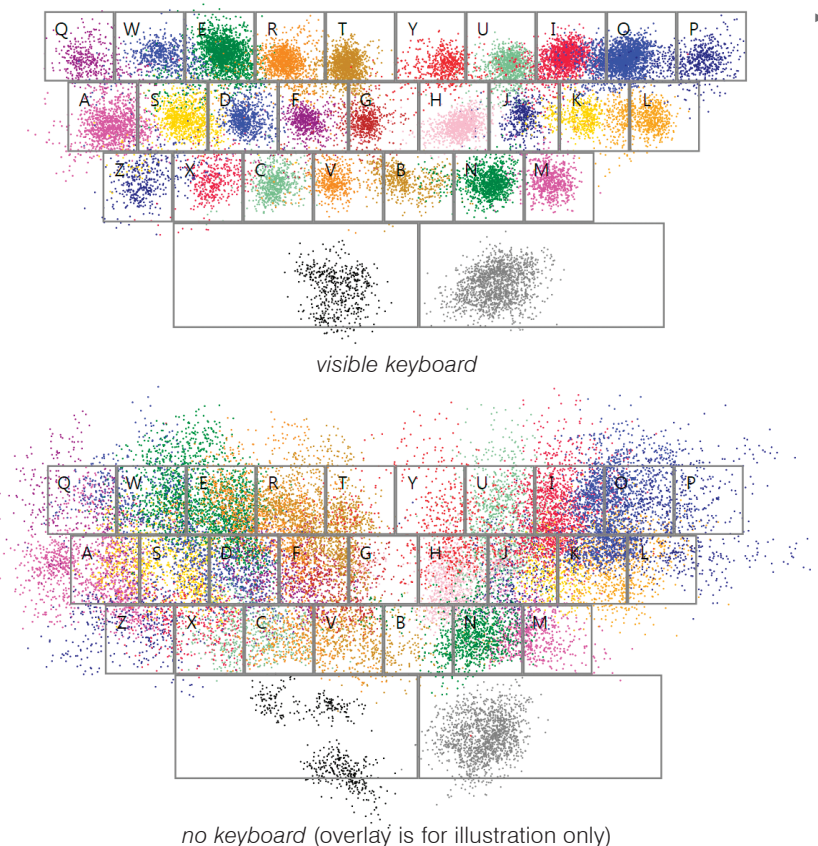 Q W E R T Y U I O P
A S D F G H J K L
Z X C V B N M
visible keyboard
Q W E R T Y U I O P
A S D F G H J K L
Z X C V B N M
no keyboard (overlay is for illustration only)